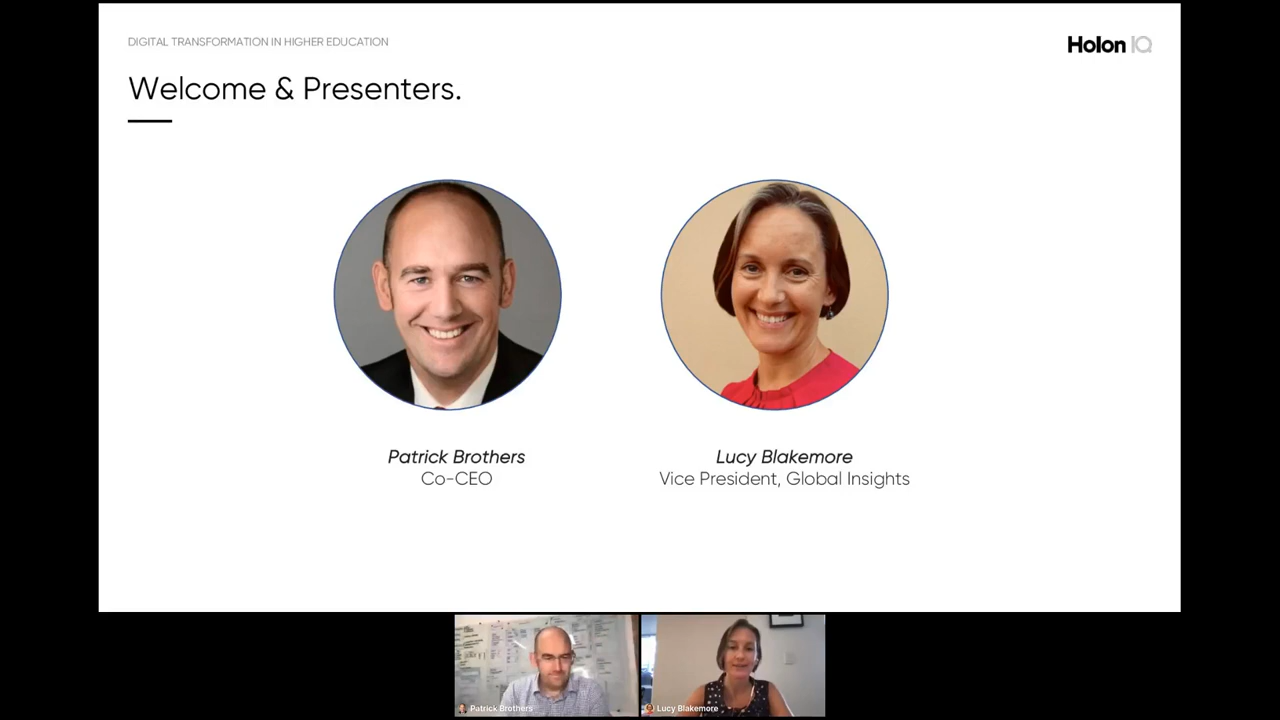 DIGITAL TRANSFORMATION IN HIGHER EDUCATION
Holon IQ
Welcome & Presenters.
Patrick Brothers
Co-CEO
Lucy Blakemore
Vice President, Global Insights
Patrick Brothers
Lucy Blakemore